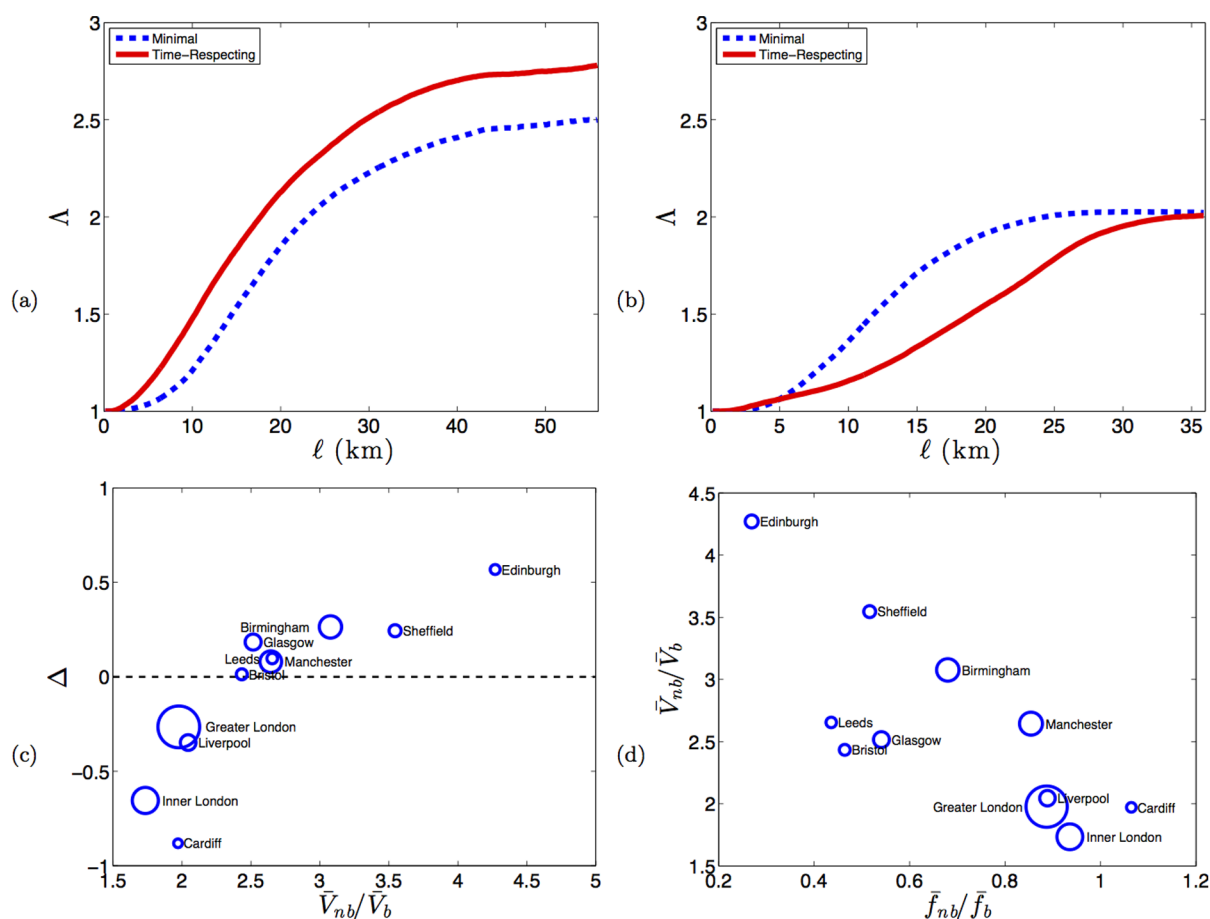 3
2.5
2
1.5
1
Λ
Minimal
Time-Respecting
0
10
20
30
40
50
ℓ (km)
(a)
3
2.5
2
1.5
1
Λ
Minimal
Time-Respecting
0
5
10
15
20
25
30
35
ℓ (km)
(b)
1
0.5
0
−0.5
−1
Δ
Edinburgh
Birmingham
Sheffield
Glasgow
Leeds
Manchester
Bristol
Greater London
Liverpool
Inner London
Cardiff
1.5
2
2.5
3
3.5
4
4.5
5
V̄nb/V̄b
(c)
4.5
4
3.5
3
2.5
2
1.5
V̄nb/V̄b
Edinburgh
Sheffield
Birmingham
Leeds
Manchester
Glasgow
Bristol
Liverpool
Greater London
Cardiff
Inner London
0.2
0.4
0.6
0.8
1
1.2
f̄nb/f̄b
(d)